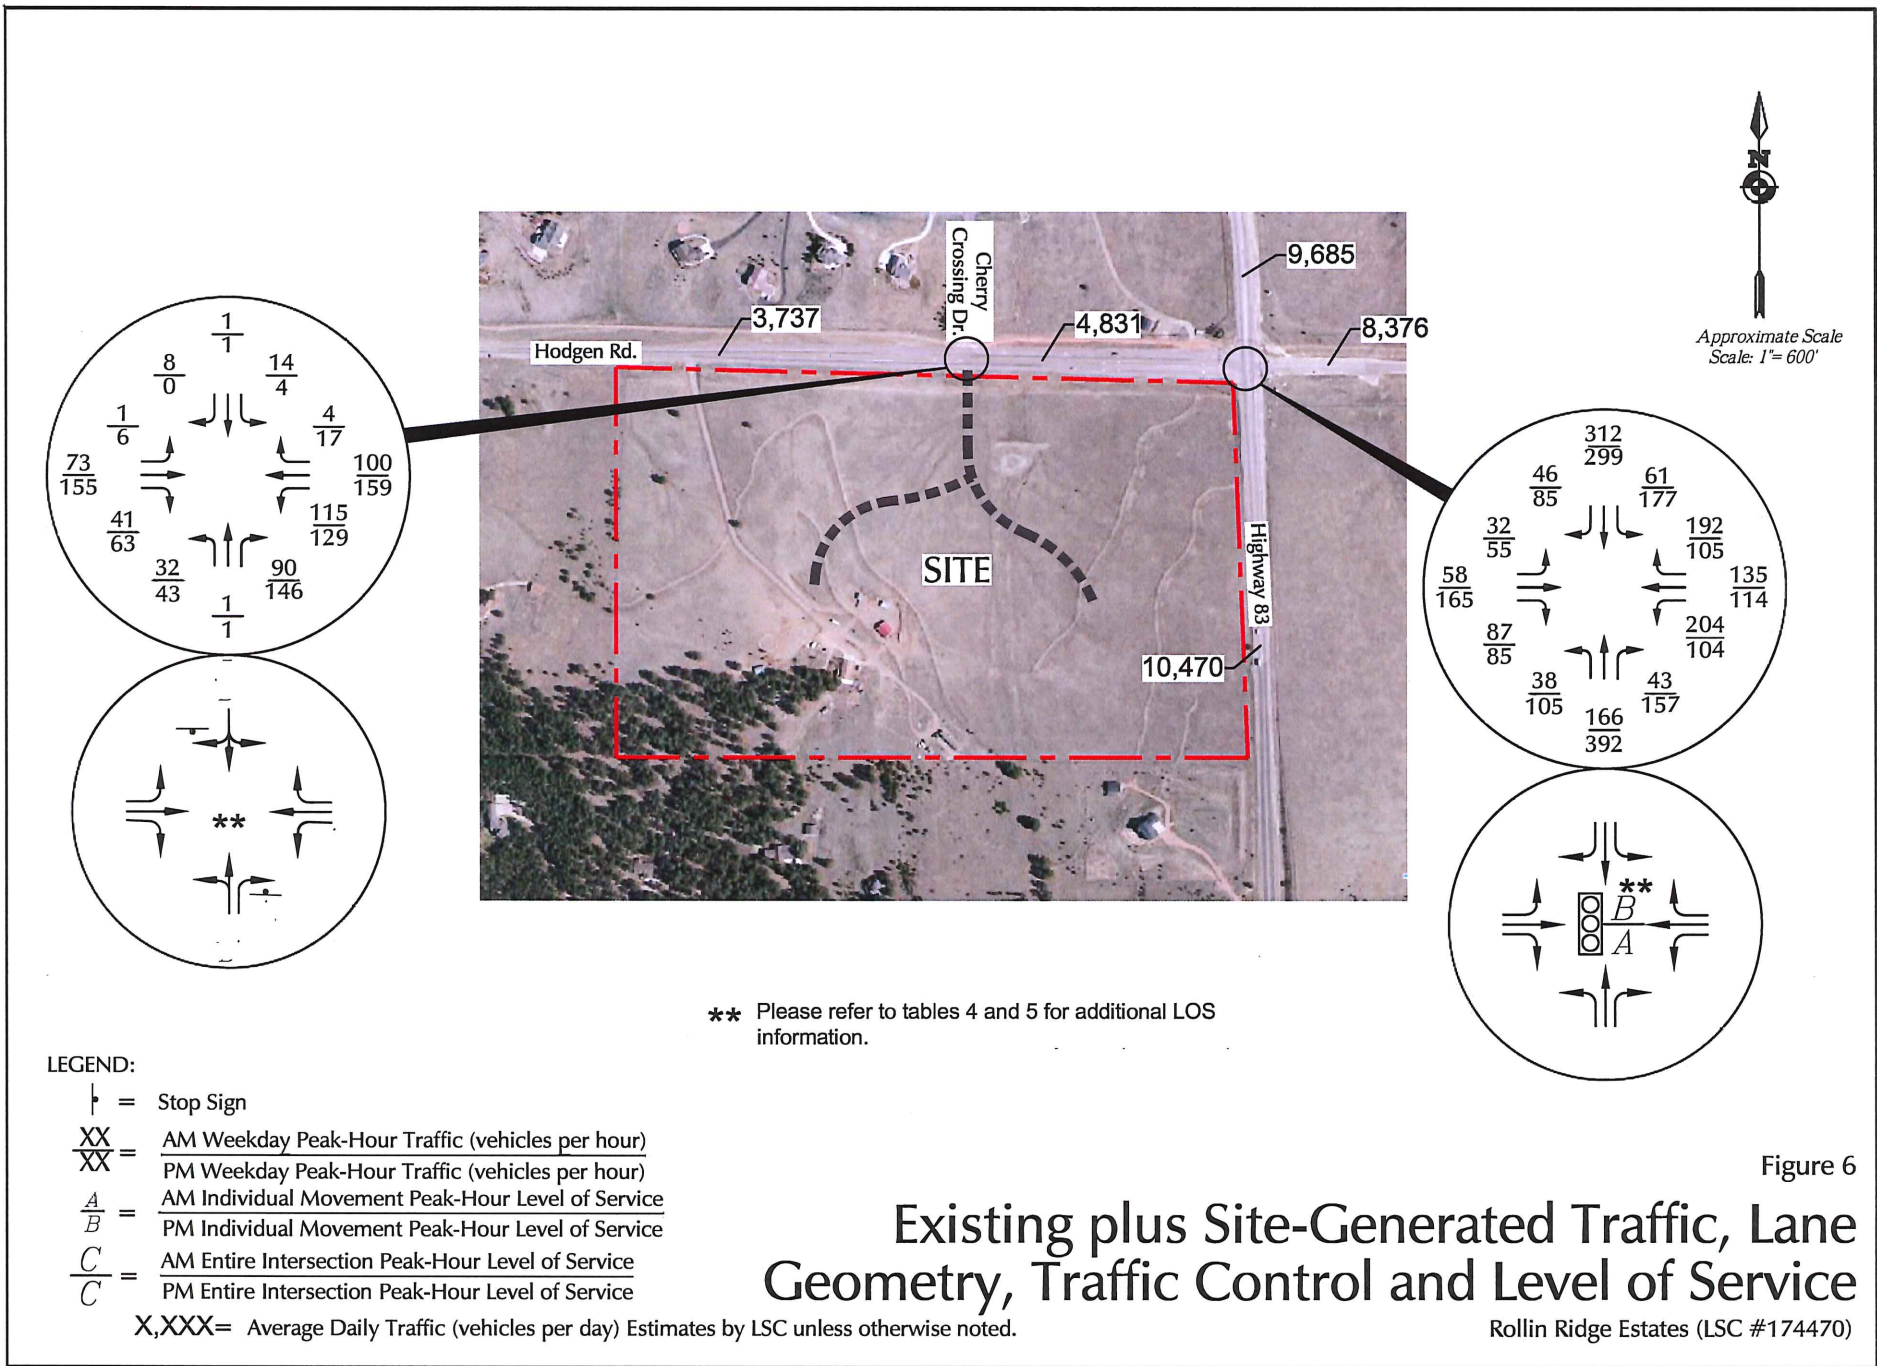 N
Approximate Scale
Scale: 1"= 600'
Cherry
Crossing Dr.
9,685
3,737
4,831
8,376
Hodgen Rd.
SITE
Highway 83
10,470
1
1
8
0
14
4
1
6
4
17
73
155
100
159
41
63
115
129
32
43
90
146
1
1
**
312
299
46
85
61
177
32
55
192
105
58
165
135
114
87
85
204
104
38
105
43
157
166
392
**
B
A
** Please refer to tables 4 and 5 for additional LOS
information.
LEGEND:
= Stop Sign
XX
XX
=
AM Weekday Peak-Hour Traffic (vehicles per hour)
PM Weekday Peak-Hour Traffic (vehicles per hour)
A
B
=
AM Individual Movement Peak-Hour Level of Service
PM Individual Movement Peak-Hour Level of Service
C
C
=
AM Entire Intersection Peak-Hour Level of Service
PM Entire Intersection Peak-Hour Level of Service
X,XXX= Average Daily Traffic (vehicles per day) Estimates by LSC unless otherwise noted.
Figure 6
Existing plus Site-Generated Traffic, Lane
Geometry, Traffic Control and Level of Service
Rollin Ridge Estates (LSC #174470)